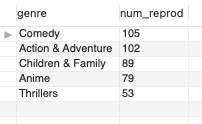 genre num_reprod
Comedy 105
Action & Adventure 102
Children & Family 89
Anime 79
Thrillers 53